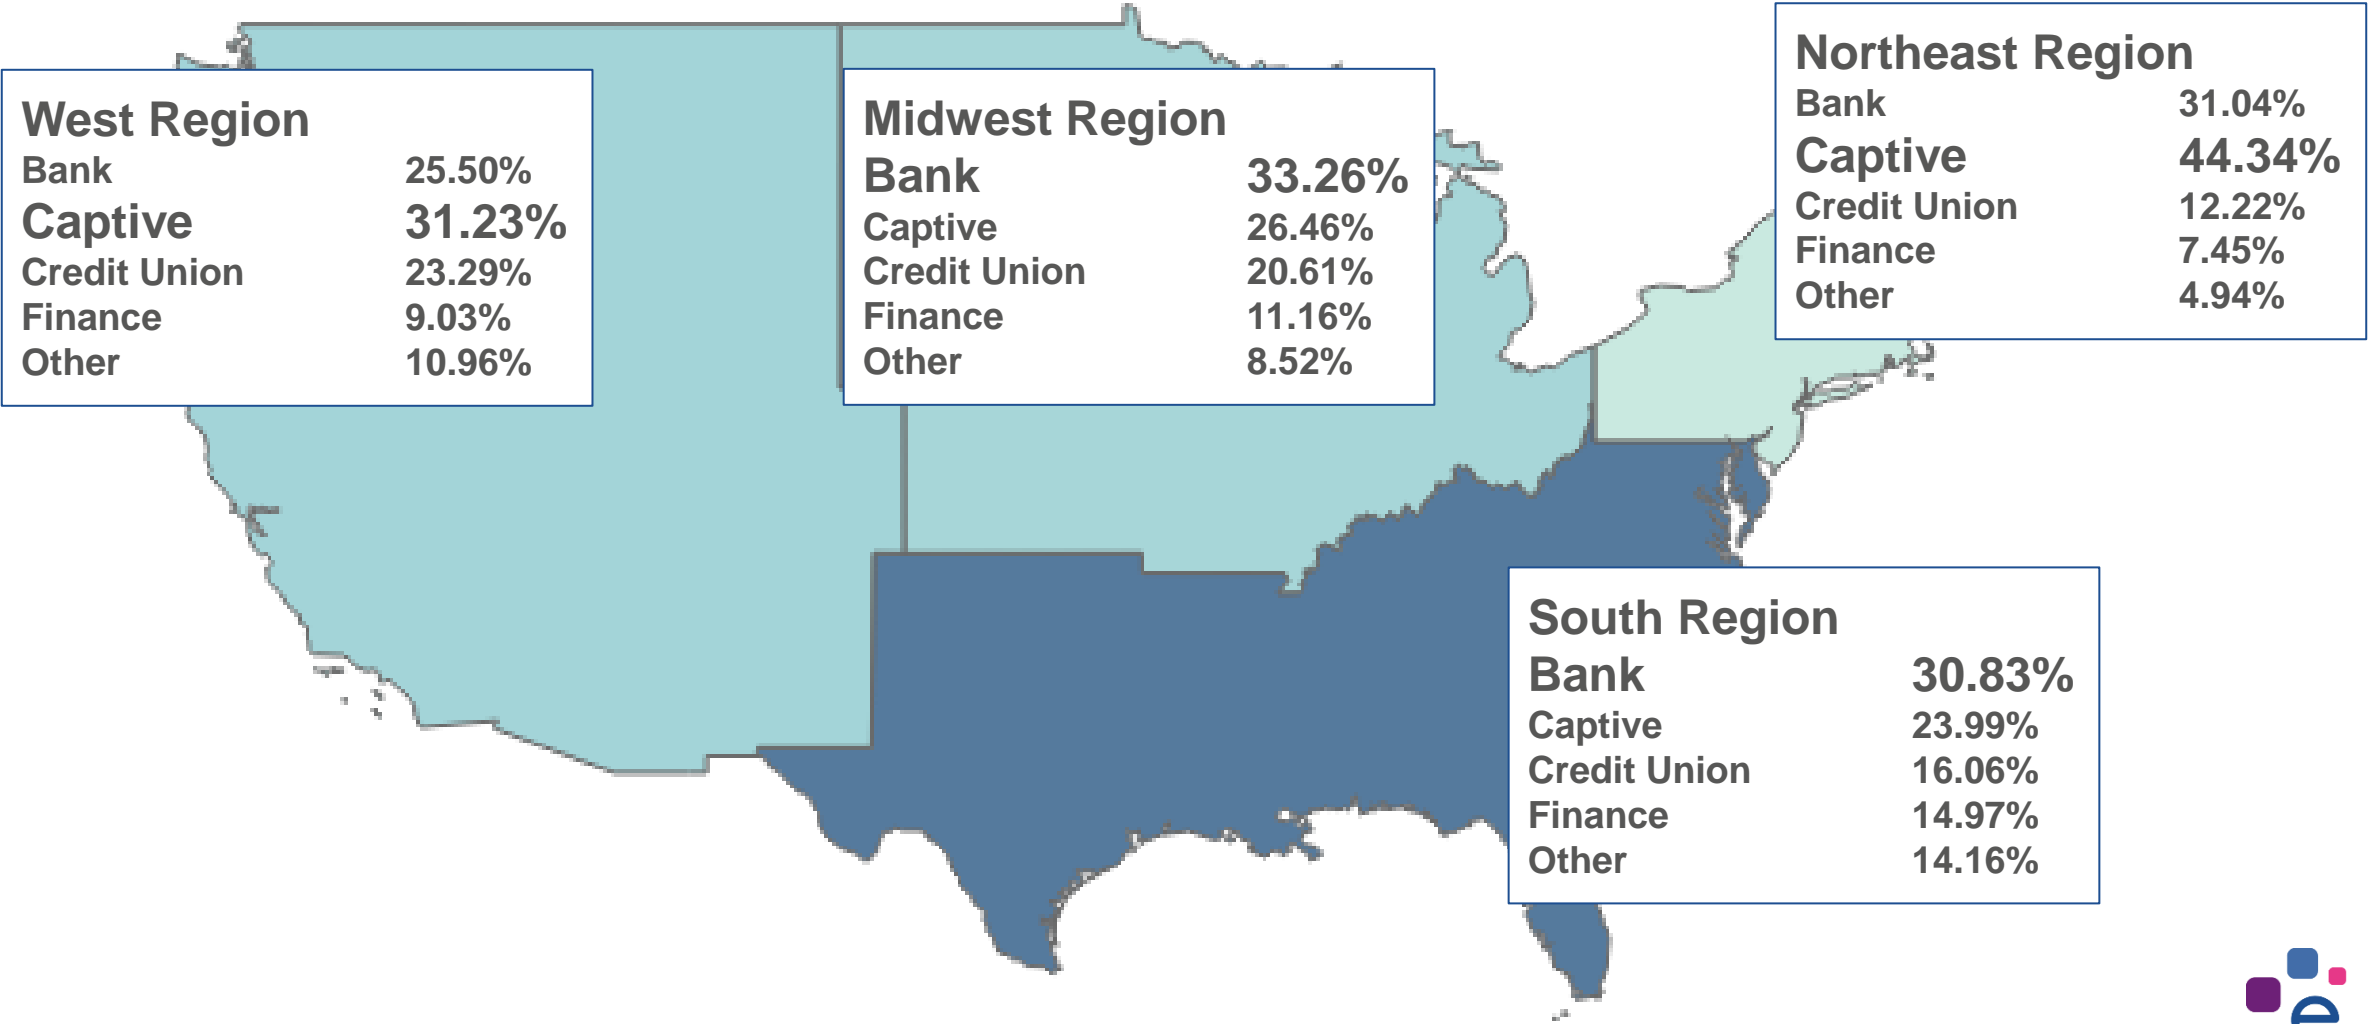 West Region
Bank 25.50%
Captive 31.23%
Credit Union 23.29%
Finance 9.03%
Other 10.96%
Midwest Region
Bank 33.26%
Captive 26.46%
Credit Union 20.61%
Finance 11.16%
Other 8.52%
Northeast Region
Bank 31.04%
Captive 44.34%
Credit Union 12.22%
Finance 7.45%
Other 4.94%
South Region
Bank 30.83%
Captive 23.99%
Credit Union 16.06%
Finance 14.97%
Other 14.16%